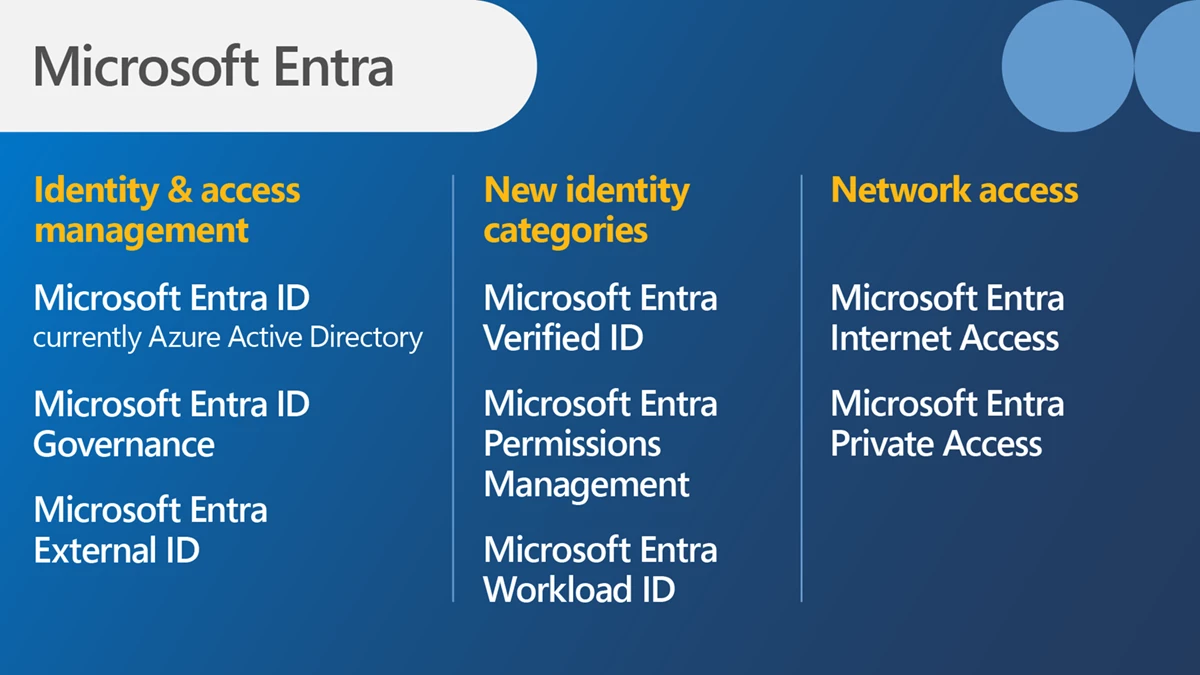 Microsoft Entra
Identity & access
management
Microsoft Entra ID
currently Azure Active Directory
Microsoft Entra ID
Governance
Microsoft Entra
External ID
New identity
categories
Microsoft Entra
Verified ID
Microsoft Entra
Permissions
Management
Microsoft Entra
Workload ID
Network access
Microsoft Entra
Internet Access
Microsoft Entra
Private Access